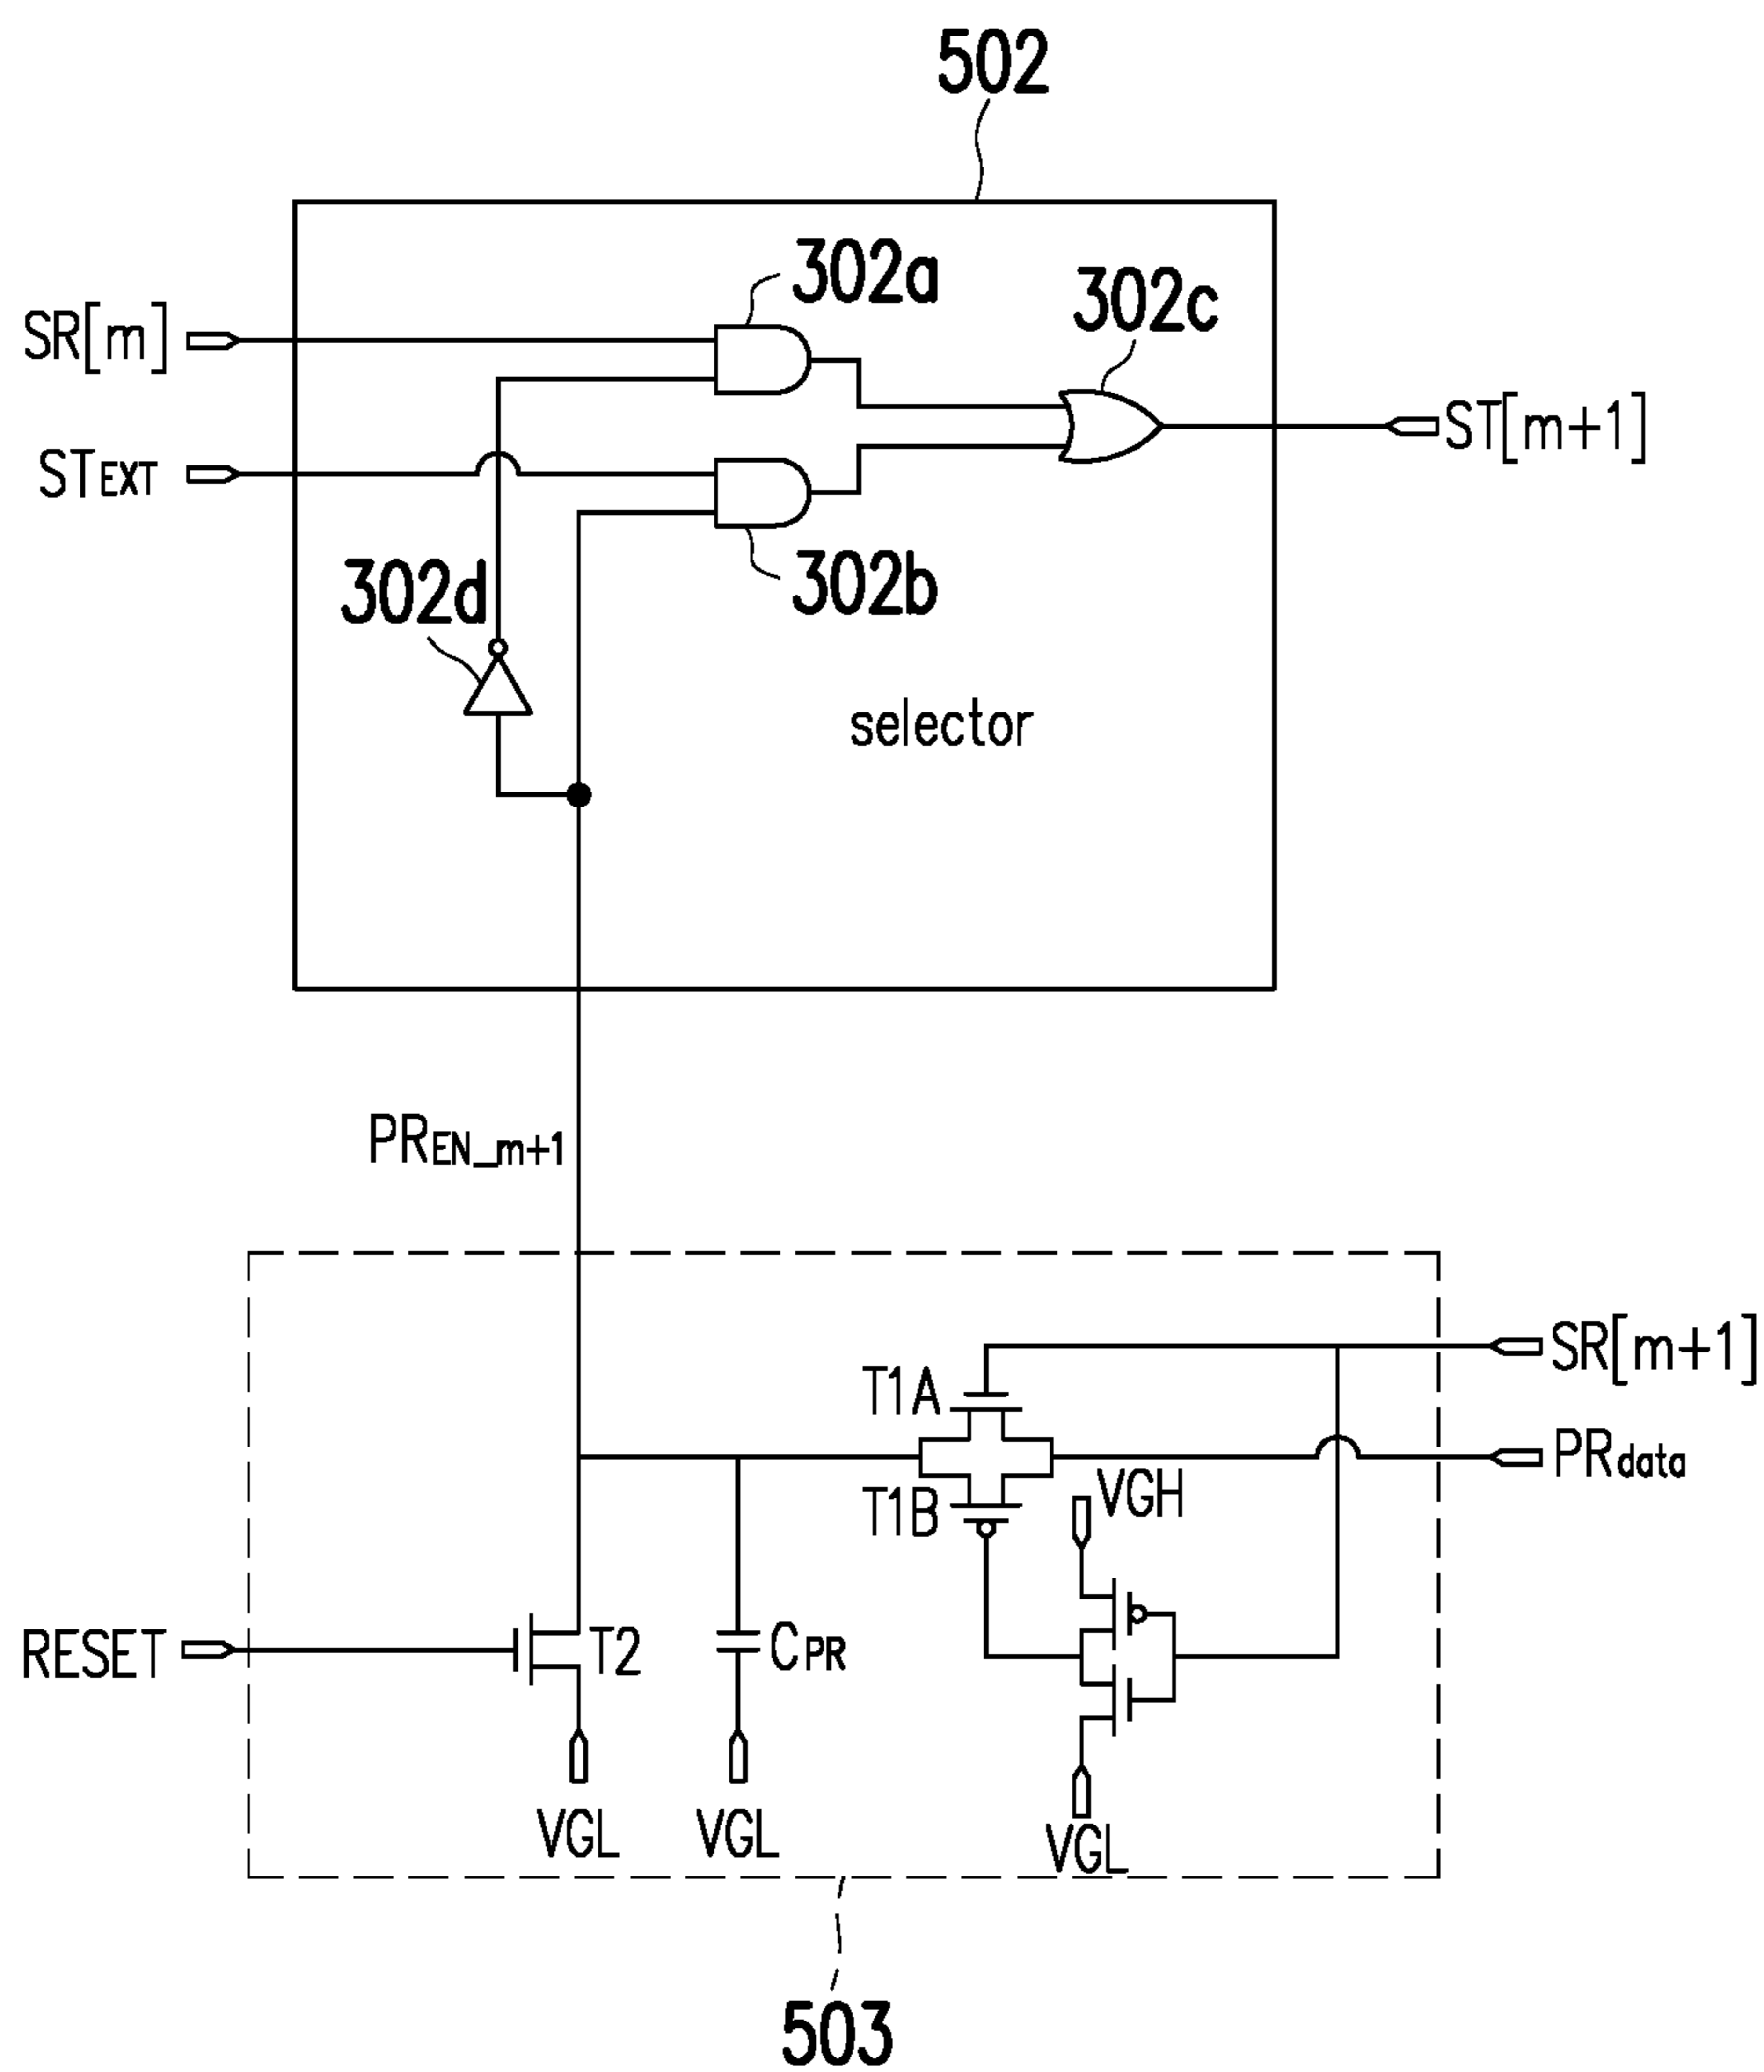 502
302a
302c
SR[m]
ST[m+1]
STEXT
302d
302b
selector
PREN_m+1
SR[m+1]
T1A
PRdata
VGH
T1B
RESET
T2
CPR
VGL
VGL
VGL
503